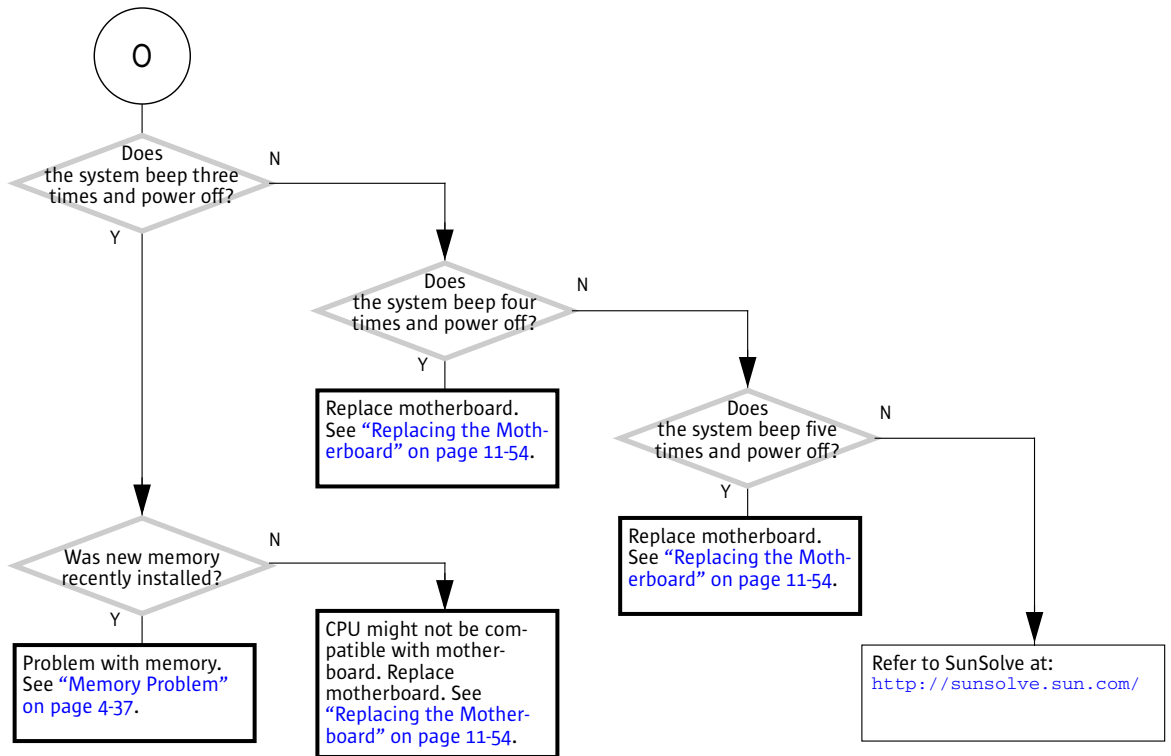 O
Does
the system beep three
times and power off?
N
Y
Does
the system beep four
times and power off?
N
Y
Replace motherboard.
See “Replacing the Moth-
erboard” on page 11-54.
Does
the system beep five
times and power off?
N
Y
Replace motherboard.
See “Replacing the Moth-
erboard” on page 11-54.
Was new memory
recently installed?
N
Y
Problem with memory.
See “Memory Problem”
on page 4-37.
CPU might not be com-
patible with mother-
board. Replace
motherboard. See
“Replacing the Mother-
board” on page 11-54.
Refer to SunSolve at:
http://sunsolve.sun.com/